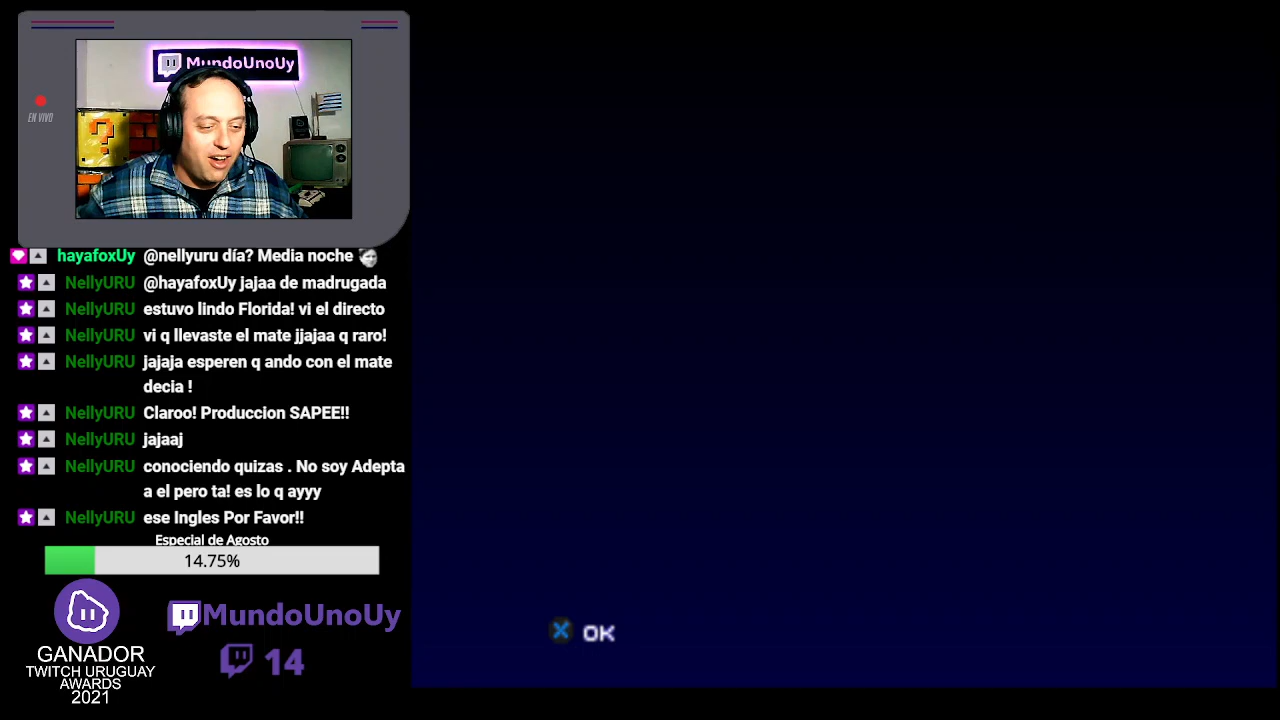 MundoUnoUy
EN VIVO
hayafoxUy @nellyuru día? Media noche
NellyURU @hayafoxUy jajaa de madrugada
NellyURU estuvo lindo Florida! vi el directo
NellyURU vi q llevaste el mate jjajaa q raro!
NellyURU jajaja esperen q ando con el mate
decia !
NellyURU Claroo! Produccion SAPEE!!
NellyURU jajaaj
NellyURU conociendo quizas . No soy Adepta
a el pero ta! es lo q ayyy
NellyURU ese Ingles Por Favor!!
Especial de Agosto
14.75%
MundoUnoUy
GANADOR
TWITCH URUGUAY
AWARDS
2021
14
OK